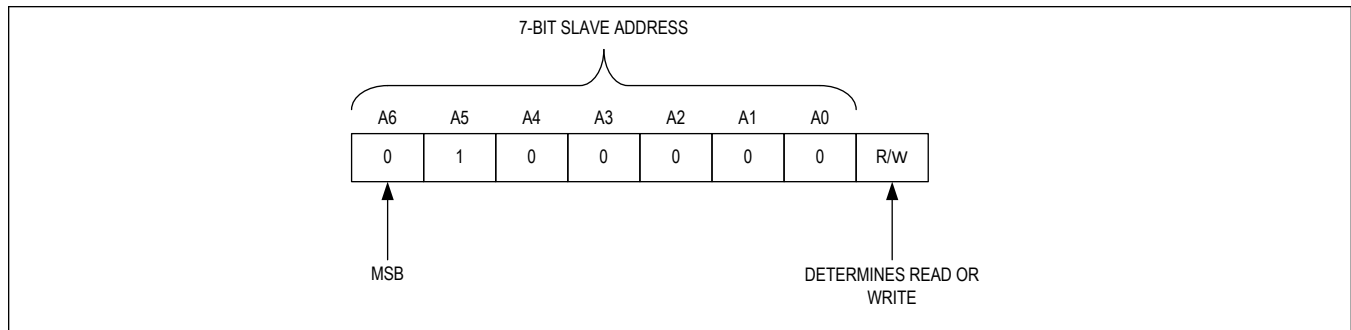 7-BIT SLAVE ADDRESS
A6 A5 A4 A3 A2 A1 A0
0 1 0 0 0 0 0 R/W
MSB
DETERMINES READ OR
WRITE